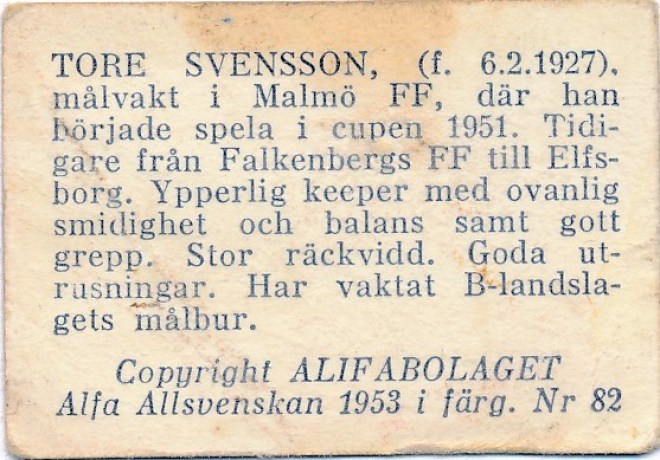 TORE SVENSSON, (f. 6.2.1927),
målvakt i Malmö FF, där han
började spela i cupen 1951. Tidi-
gare från Falkenbergs FF till Elfs-
borg. Ypperlig keeper med ovanlig
smidighet och balans samt gott
grepp. Stor räckvidd. Goda ut-
rusningar. Har vaktat B-landsla-
gets målbur.
Copyright ALIFABOLAGET
Alfa Allsvenskan 1953 i färg. Nr 82